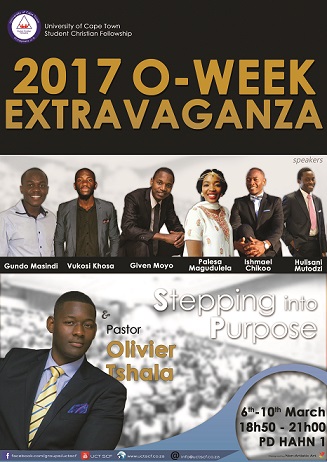 University of Cape Town
Student Christian Fellowship
2017 O-WEEK
EXTRAVAGANZA
speakers
Gundo Masindi
Vukosi Khosa
Given Moyo
Palesa
Magudulela
Ishmael
Chikoo
Hulisani
Mutodzi
Stepping into
Purpose
&
Pastor
Olivier
Tshala
6th-10th March
18h50 - 21h00
PD HAHN 1
UCT SCF